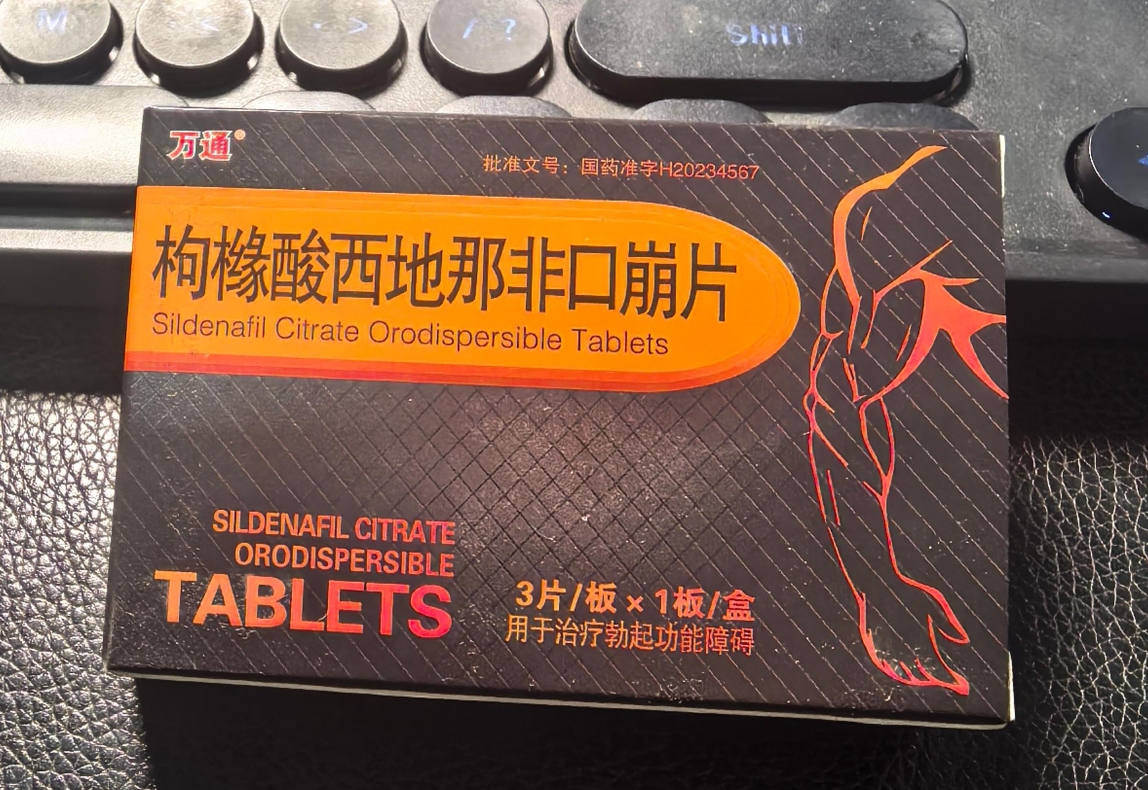 M
<
· >
/ ?
Shift
万通®
批准文号：国药准字H20234567
枸橼酸西地那非口崩片
Sildenafil Citrate Orodispersible Tablets
SILDENAFIL CITRATE
ORODISPERSIBLE
TABLETS
3片/板×1板/盒
用于治疗勃起功能障碍